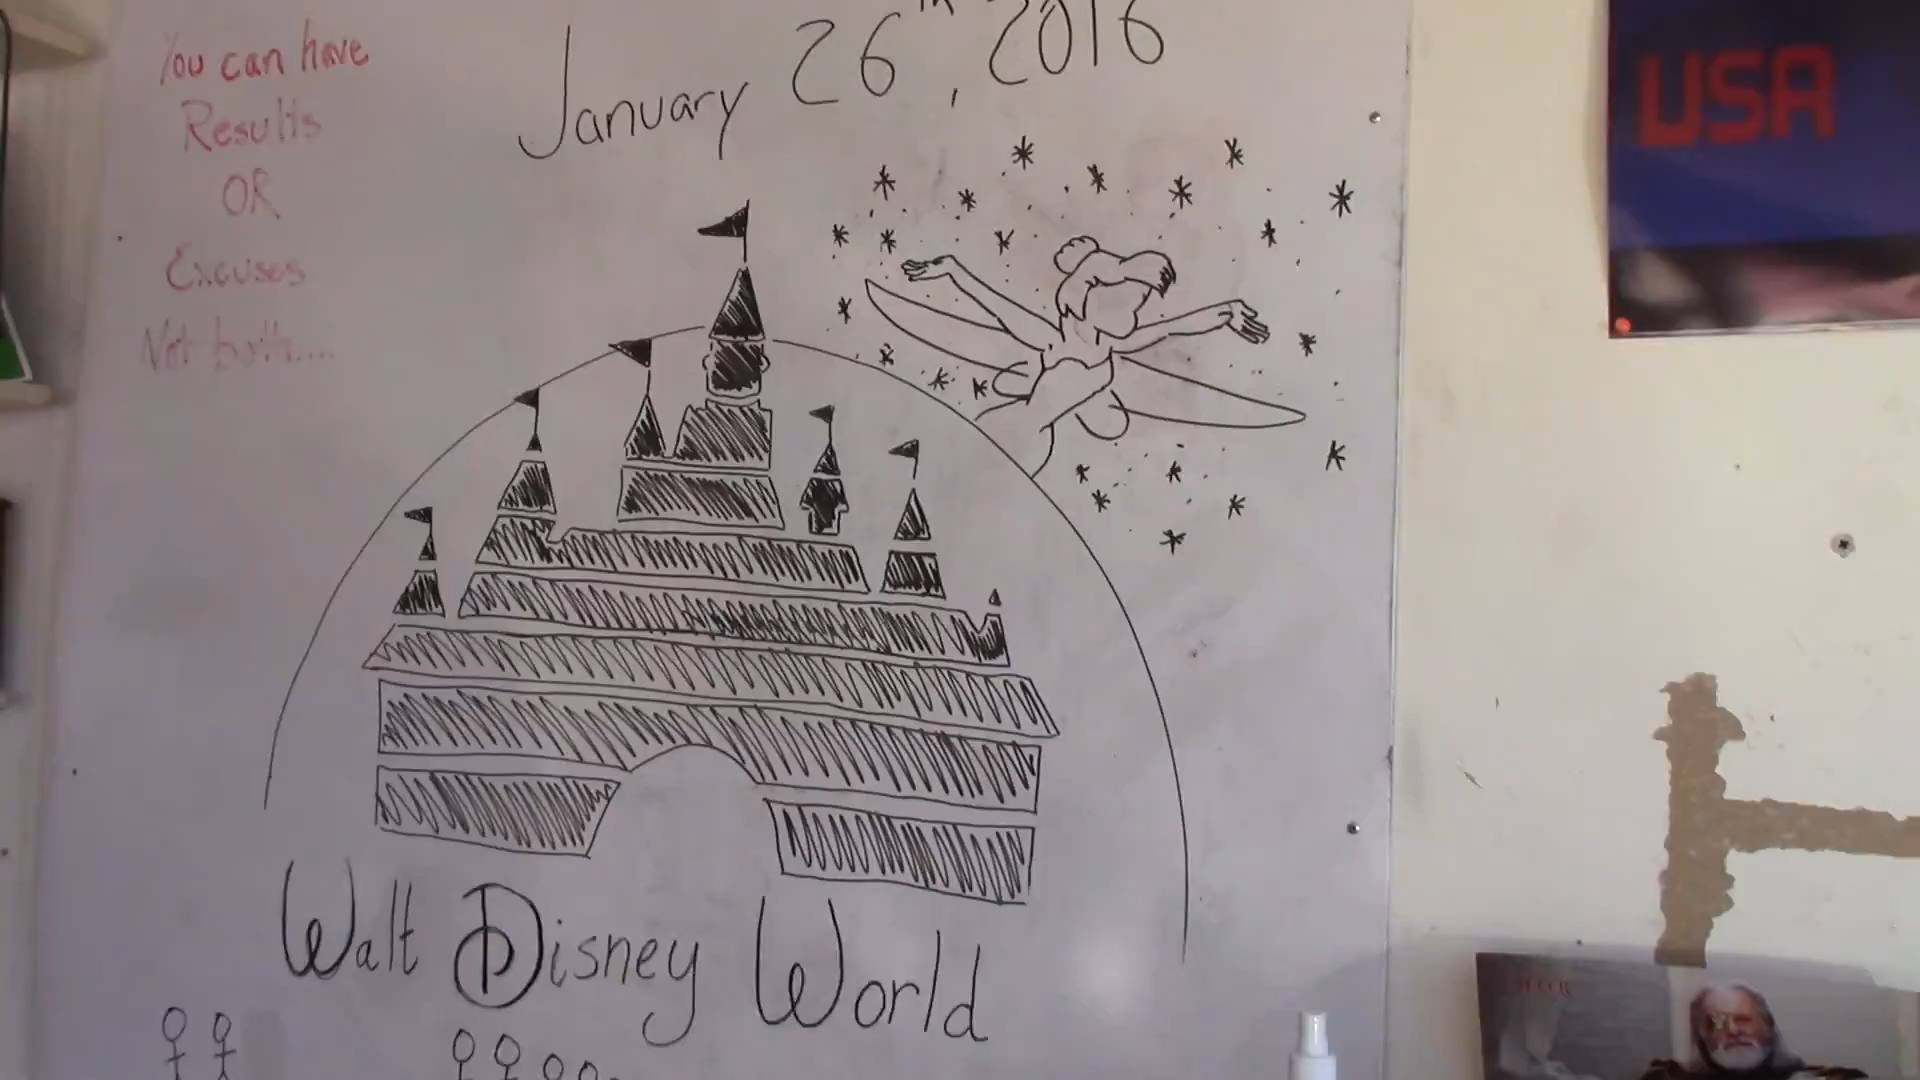 You can have
Results
OR
Excuses
Not both....
January 26th, 2016
Walt Disney World
USA